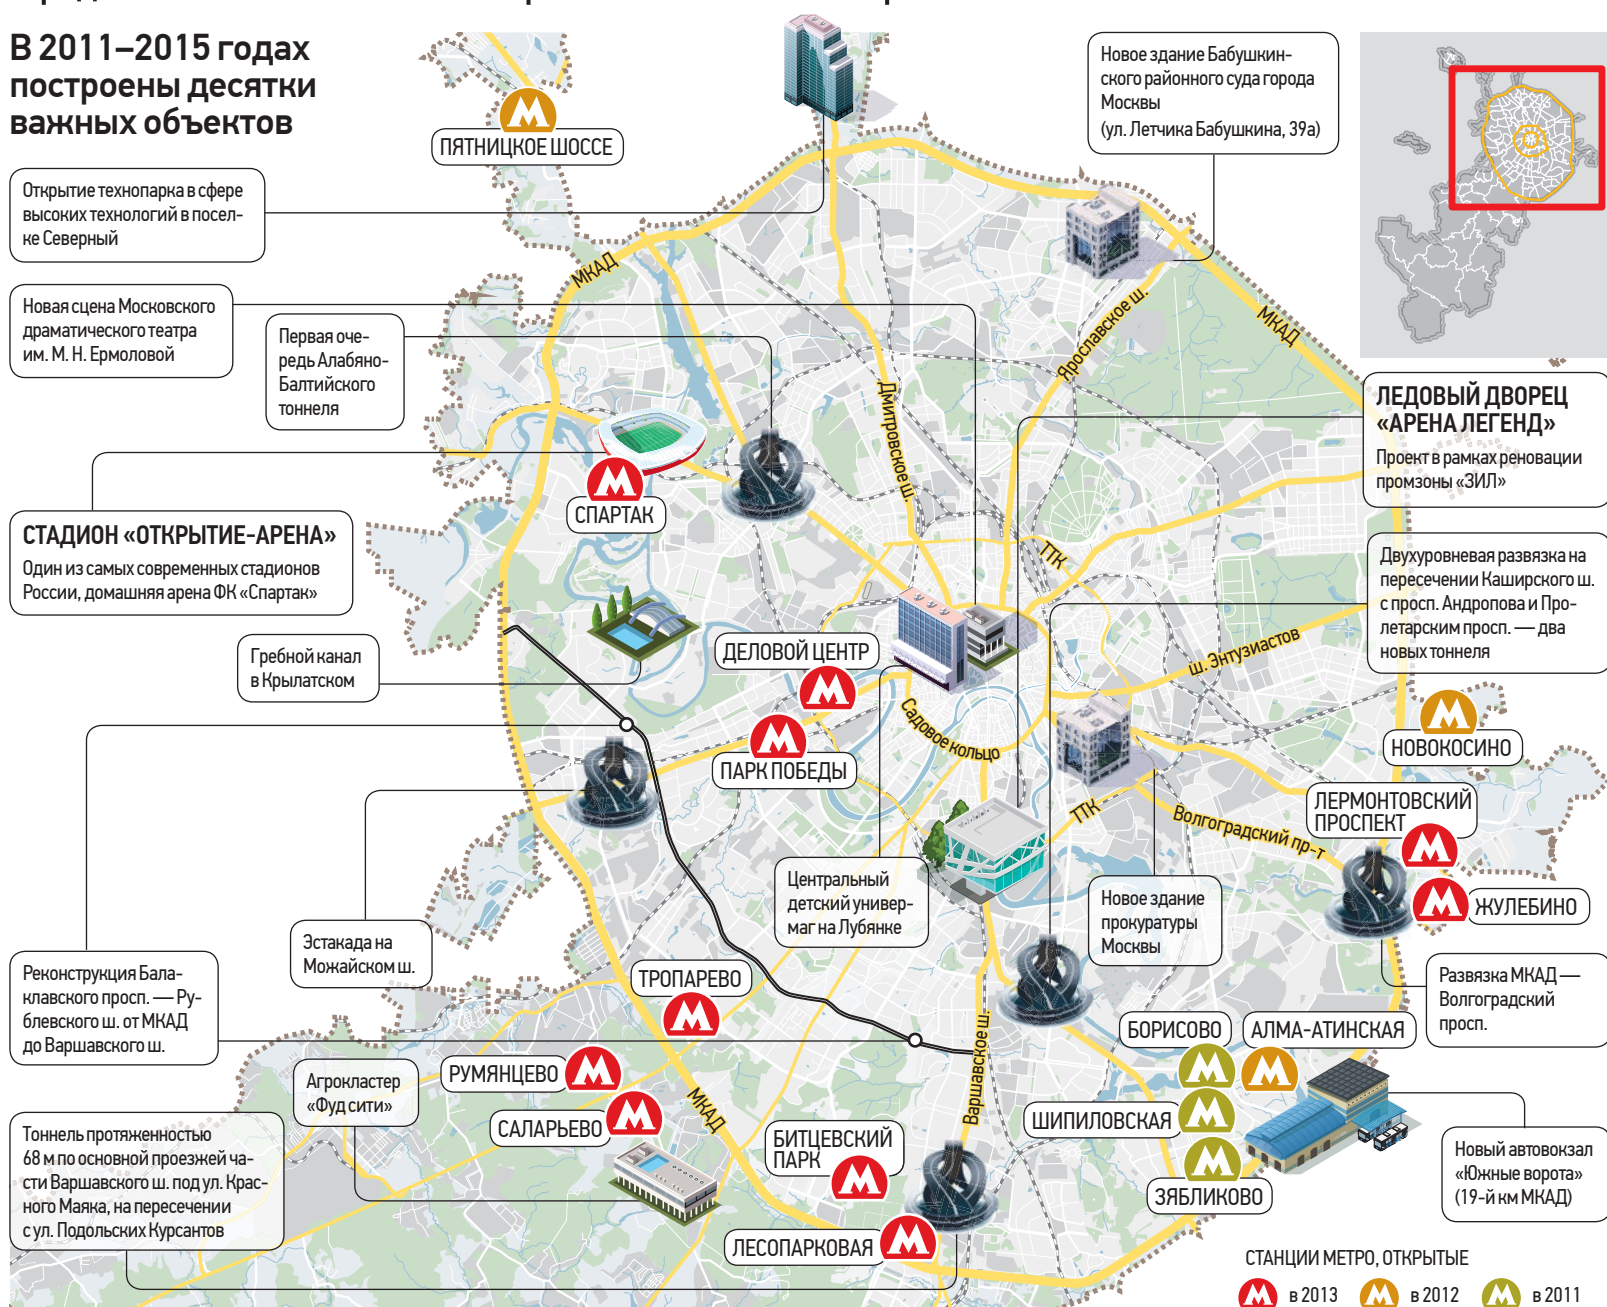 В 2011–2015 годах
построены десятки
важных объектов
ПЯТНИЦКОЕ ШОССЕ
Новое здание Бабушкин-
ского районного суда города
Москвы
(ул. Летчика Бабушкина, 39а)
Открытие технопарка в сфере
высоких технологий в посел-
ке Северный
Новая сцена Московского
драматического театра
им. М. Н. Ермоловой
Первая оче-
редь Алабяно-
Балтийского
тоннеля
МКАД
Ярославское ш.
МКАД
Дмитровское ш.
ЛЕДОВЫЙ ДВОРЕЦ
«АРЕНА ЛЕГЕНД»
Проект в рамках реновации
промзоны «ЗИЛ»
СПАРТАК
СТАДИОН «ОТКРЫТИЕ-АРЕНА»
Один из самых современных стадионов
России, домашняя арена ФК «Спартак»
ТТК
Двухуровневая развязка на
пересечении Каширского ш.
с просп. Андропова и Про-
летарским просп. — два
новых тоннеля
Гребной канал
в Крылатском
ДЕЛОВОЙ ЦЕНТР
ш. Энтузиастов
Садовое кольцо
ПАРК ПОБЕДЫ
НОВОКОСИНО
ЛЕРМОНТОВСКИЙ
ПРОСПЕКТ
ТТК
Волгоградский пр-т
ЖУЛЕБИНО
Центральный
детский универ-
маг на Лубянке
Новое здание
прокуратуры
Москвы
Эстакада на
Можайском ш.
Реконструкция Бала-
клавского просп. — Ру-
блевского ш. от МКАД
до Варшавского ш.
ТРОПАРЕВО
Развязка МКАД —
Волгоградский
просп.
БОРИСОВО
АЛМА-АТИНСКАЯ
РУМЯНЦЕВО
Агрокластер
«Фуд сити»
САЛАРЬЕВО
МКАД
Варшавское ш.
ШИПИЛОВСКАЯ
Тоннель протяженностью
68 м по основной проезжей ча-
сти Варшавского ш. под ул. Крас-
ного Маяка, на пересечении
с ул. Подольских Курсантов
БИТЦЕВСКИЙ
ПАРК
ЗЯБЛИКОВО
Новый автовокзал
«Южные ворота»
(19-й км МКАД)
ЛЕСОПАРКОВАЯ
СТАНЦИИ МЕТРО, ОТКРЫТЫЕ
в 2013 в 2012 в 2011